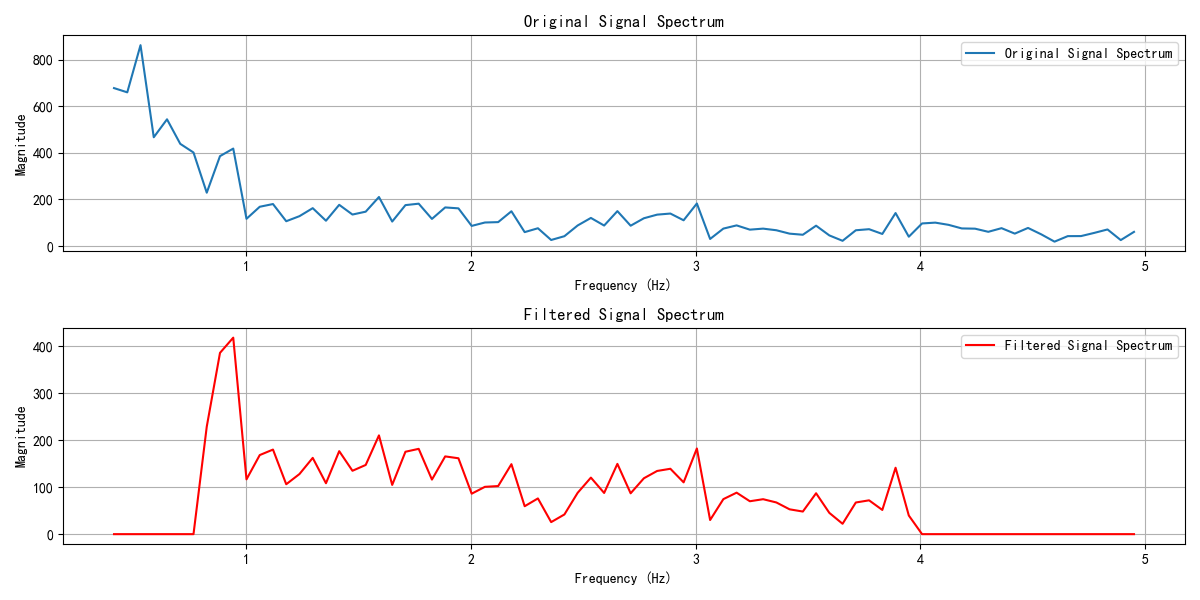 Original Signal Spectrum
Original Signal Spectrum
Magnitude
800
600
400
200
0
1 2 3 4 5
Frequency (Hz)
Filtered Signal Spectrum
Filtered Signal Spectrum
Magnitude
400
300
200
100
0
1 2 3 4 5
Frequency (Hz)